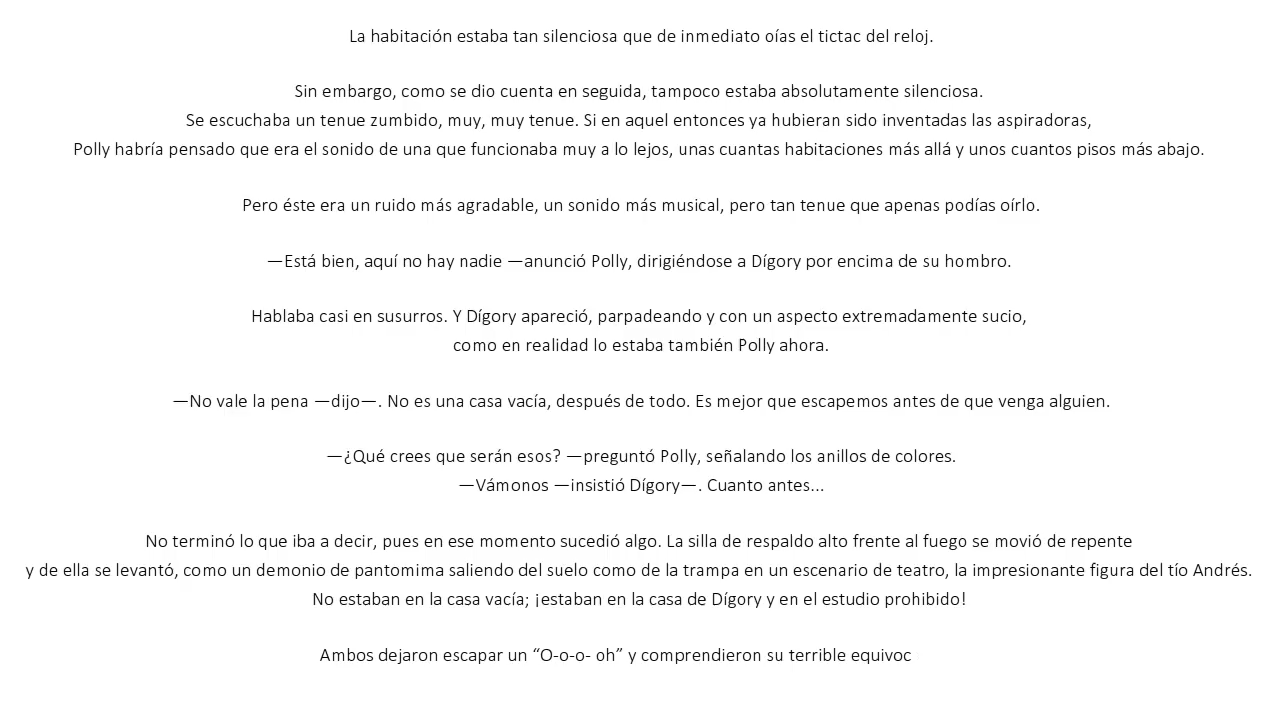 La habitación estaba tan silenciosa que de inmediato oías el tictac del reloj.
Sin embargo, como se dio cuenta en seguida, tampoco estaba absolutamente silenciosa.
Se escuchaba un tenue zumbido, muy, muy tenue. Si en aquel entonces ya hubieran sido inventadas las aspiradoras,
Polly habría pensado que era el sonido de una que funcionaba muy a lo lejos, unas cuantas habitaciones más allá y unos cuantos pisos más abajo.
Pero éste era un ruido más agradable, un sonido más musical, pero tan tenue que apenas podías oírlo.
—Está bien, aquí no hay nadie —anunció Polly, dirigiéndose a Dígory por encima de su hombro.
Hablaba casi en susurros. Y Dígory apareció, parpadeando y con un aspecto extremadamente sucio,
como en realidad lo estaba también Polly ahora.
—No vale la pena —dijo—. No es una casa vacía, después de todo. Es mejor que escapemos antes de que venga alguien.
—¿Qué crees que serán esos? —preguntó Polly, señalando los anillos de colores.
—Vámonos —insistió Dígory—. Cuanto antes...
No terminó lo que iba a decir, pues en ese momento sucedió algo. La silla de respaldo alto frente al fuego se movió de repente
y de ella se levantó, como un demonio de pantomima saliendo del suelo como de la trampa en un escenario de teatro, la impresionante figura del tío Andrés.
No estaban en la casa vacía; ¡estaban en la casa de Dígory y en el estudio prohibido!
Ambos dejaron escapar un “O-o-o- oh” y comprendieron su terrible equivoc